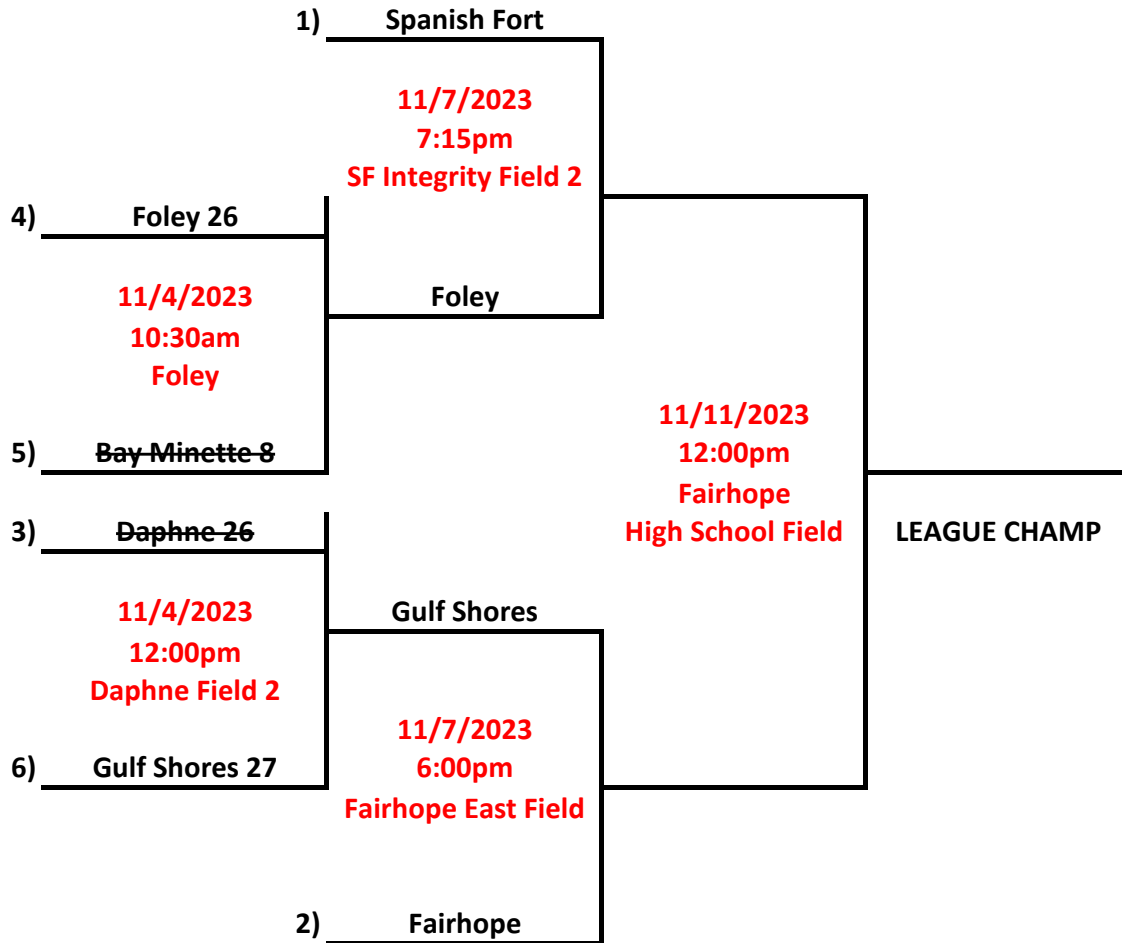 1) Spanish Fort
11/7/2023
7:15pm
SF Integrity Field 2
4) Foley 26
11/4/2023
10:30am
Foley
Foley
5) Bay Minette 8
11/11/2023
12:00pm
Fairhope
High School Field
LEAGUE CHAMP
3) Daphne 26
11/4/2023
12:00pm
Daphne Field 2
Gulf Shores
6) Gulf Shores 27
11/7/2023
6:00pm
Fairhope East Field
2) Fairhope